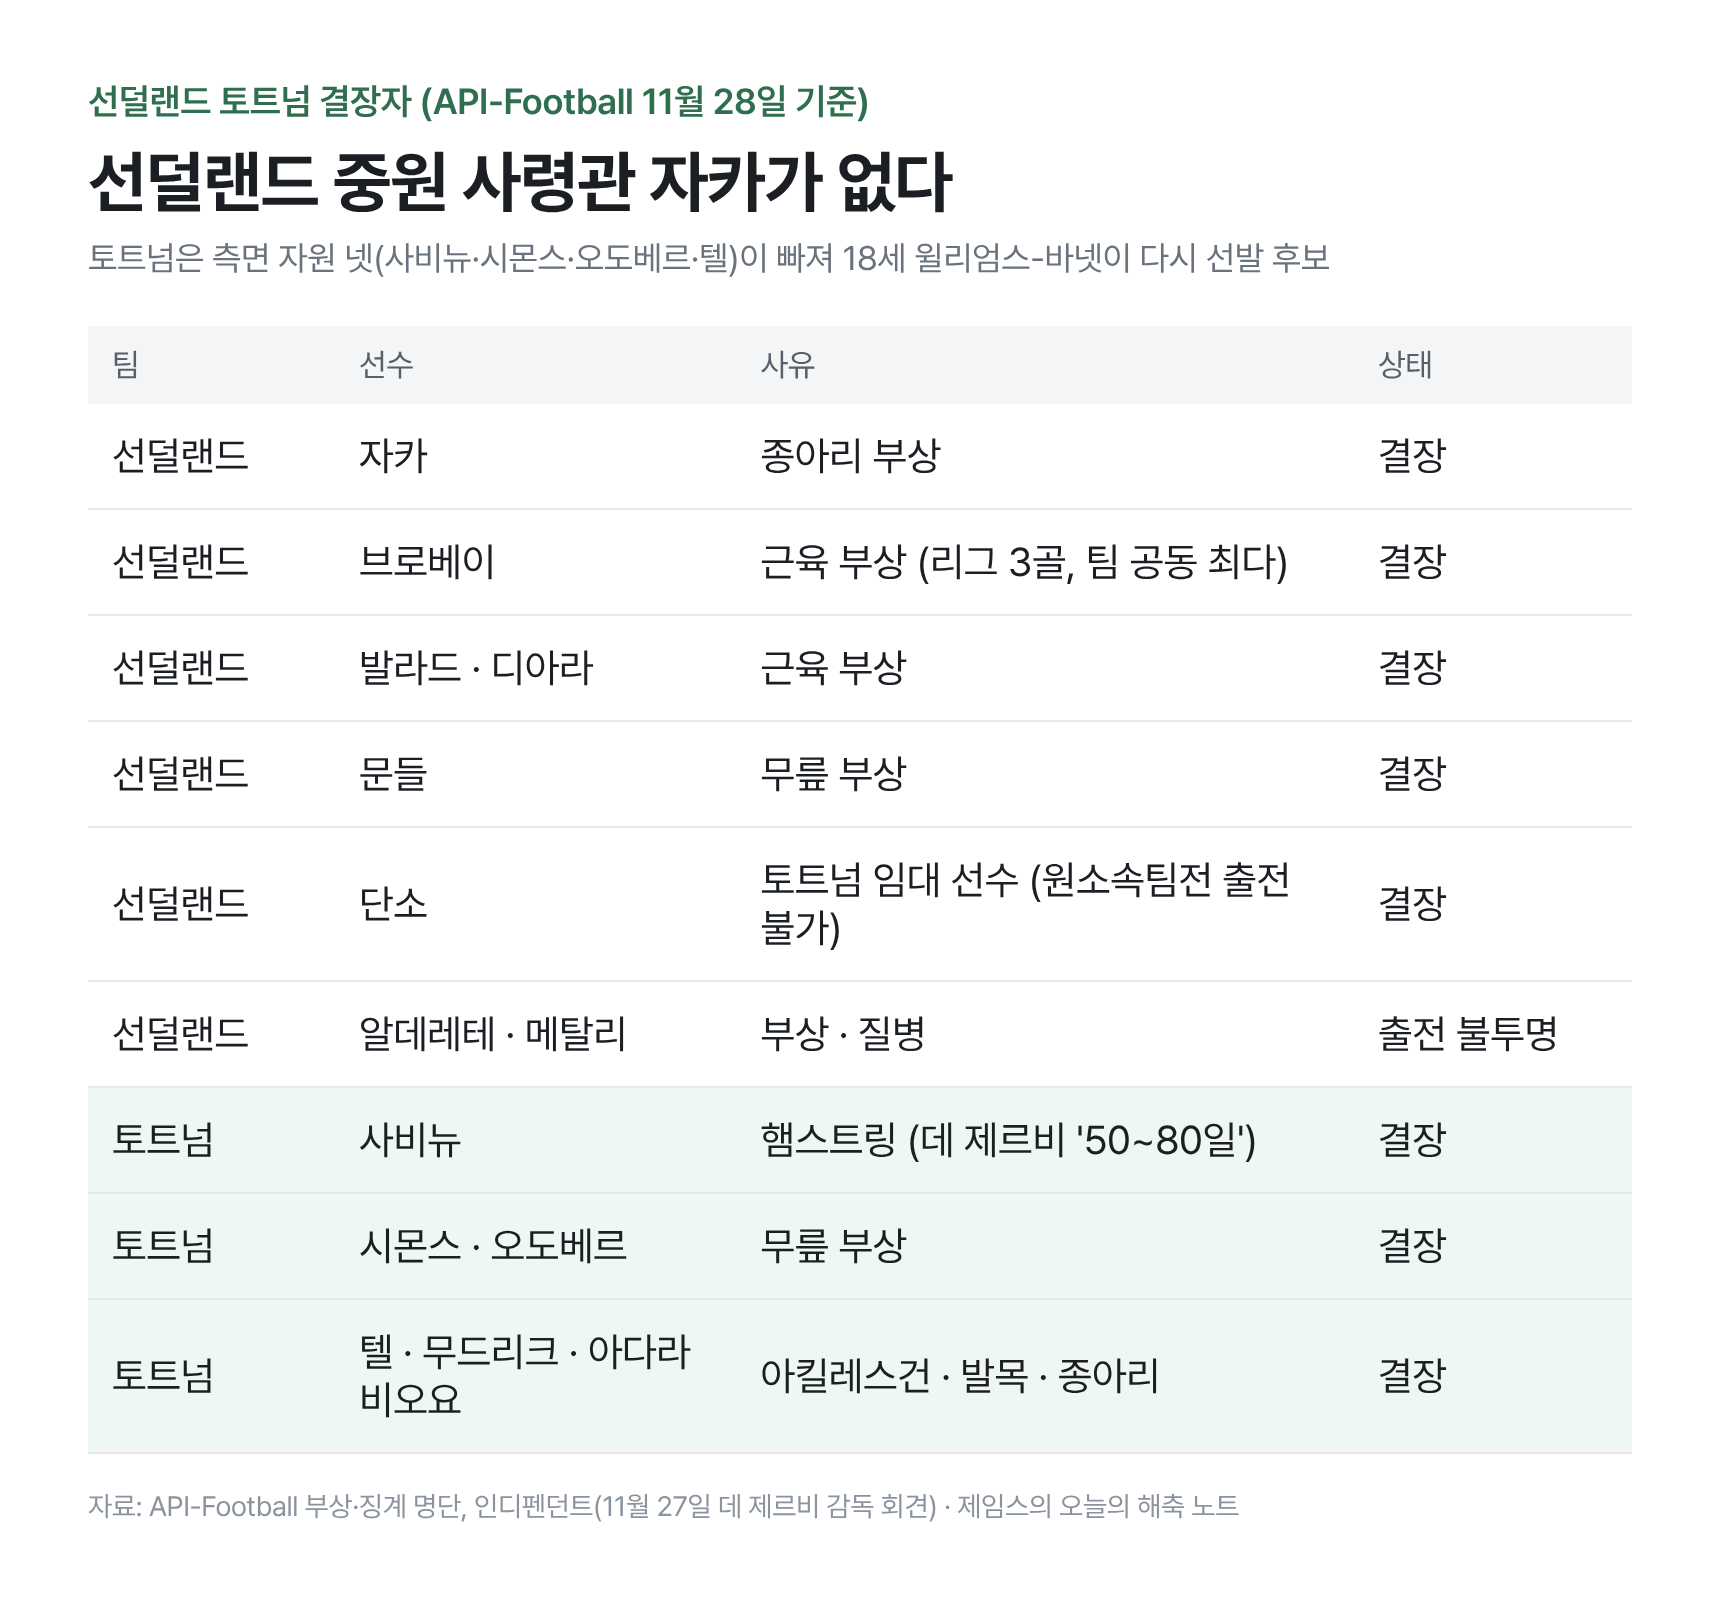 선덜랜드 토트넘 결장자 (API-Football 11월 28일 기준)
선덜랜드 중원 사령관 자카가 없다
토트넘은 측면 자원 넷(사비뉴·시몬스·오도베르·텔)이 빠져 18세 윌리엄스-바넷이 다시 선발 후보
팀 선수 사유 상태
선덜랜드 자카 종아리 부상 결장
선덜랜드 브로베이 근육 부상 (리그 3골, 팀 공동 최다) 결장
선덜랜드 발라드 · 디아라 근육 부상 결장
선덜랜드 문들 무릎 부상 결장
선덜랜드 단소 토트넘 임대 선수 (원소속팀전 출전
불가) 결장
선덜랜드 알데레테 · 메탈리 부상 · 질병 출전 불투명
토트넘 사비뉴 햄스트링 (데 제르비 '50~80일') 결장
토트넘 시몬스 · 오도베르 무릎 부상 결장
토트넘 텔 · 무드리크 · 아다라
비오요 아킬레스건 · 발목 · 종아리 결장
자료: API-Football 부상·징계 명단, 인디펜던트(11월 27일 데 제르비 감독 회견) · 제임스의 오늘의 해축 노트